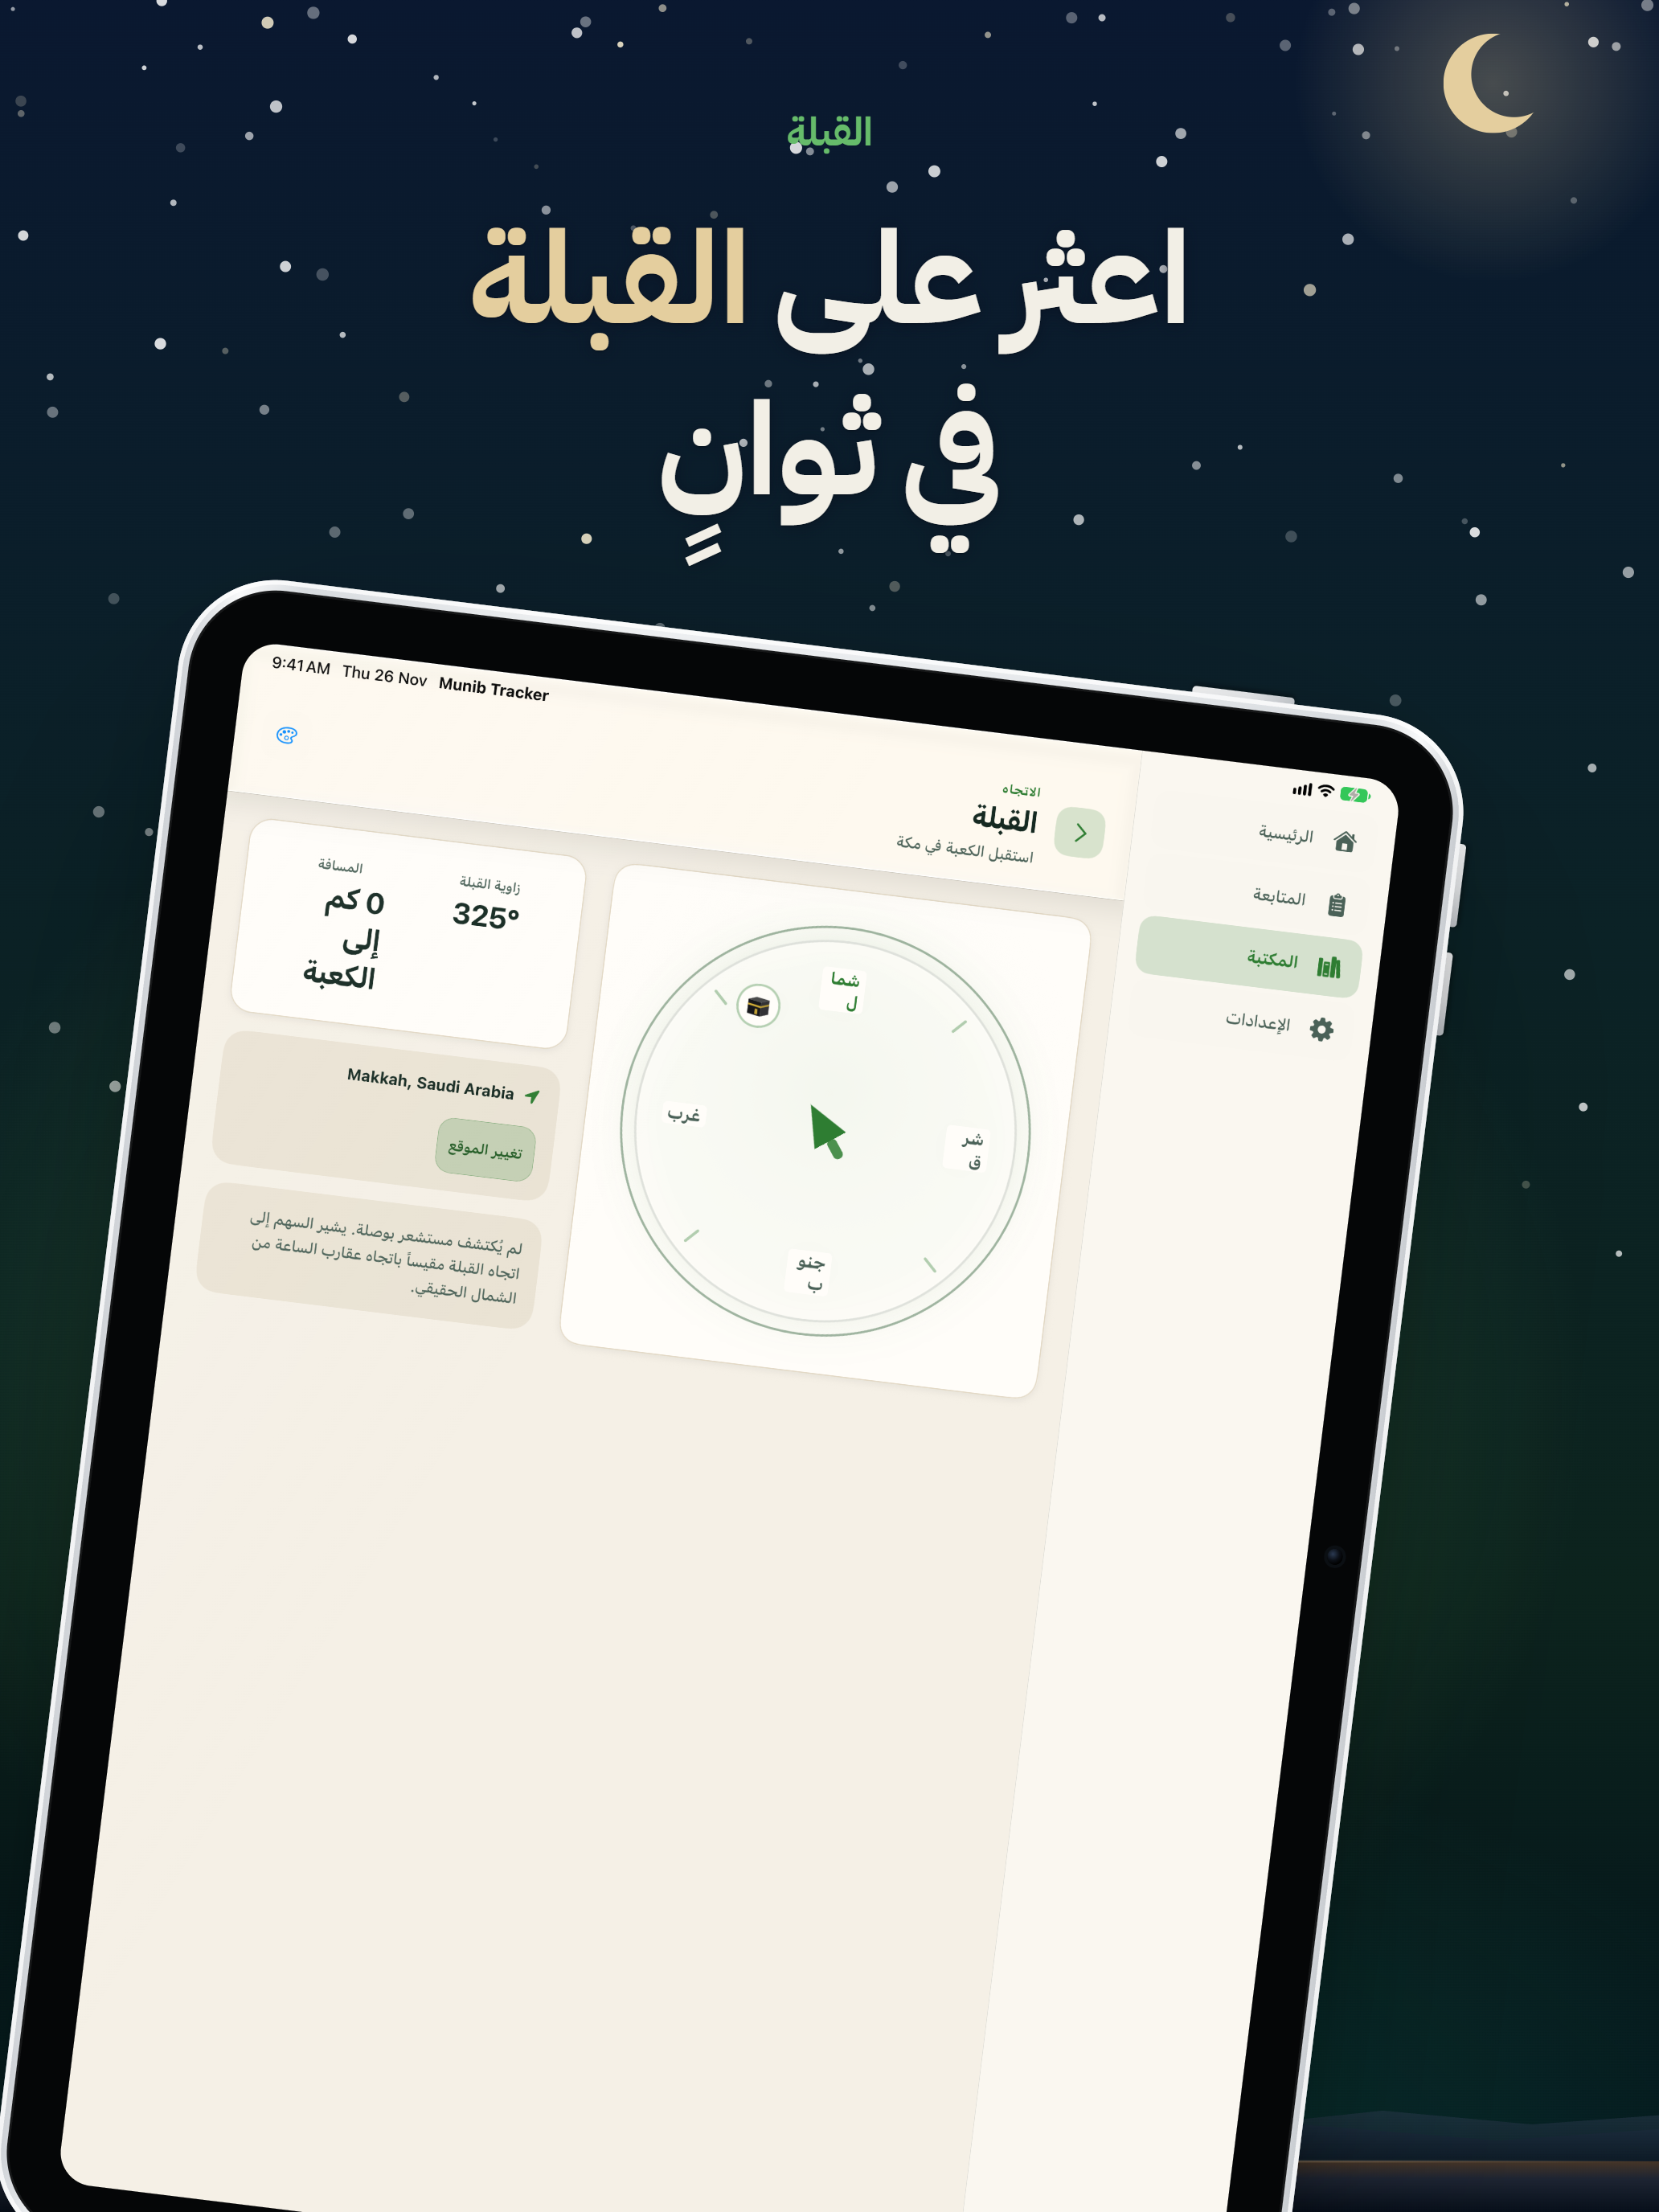 القبلة
اعثر على القبلة
في ثوانٍ
9:41 AM Thu 26 Nov Munib Tracker
الاتجاه
القبلة
استقبل الكعبة في مكة
الرئيسية
المتابعة
المكتبة
الإعدادات
شما
ل
غرب
شر
ق
جنو
ب
زاوية القبلة
325°
المسافة
0 كم
إلى
الكعبة
Makkah, Saudi Arabia
تغيير الموقع
لم يُكتشف مستشعر بوصلة. يشير السهم إلى
اتجاه القبلة مقيساً باتجاه عقارب الساعة من
الشمال الحقيقي.